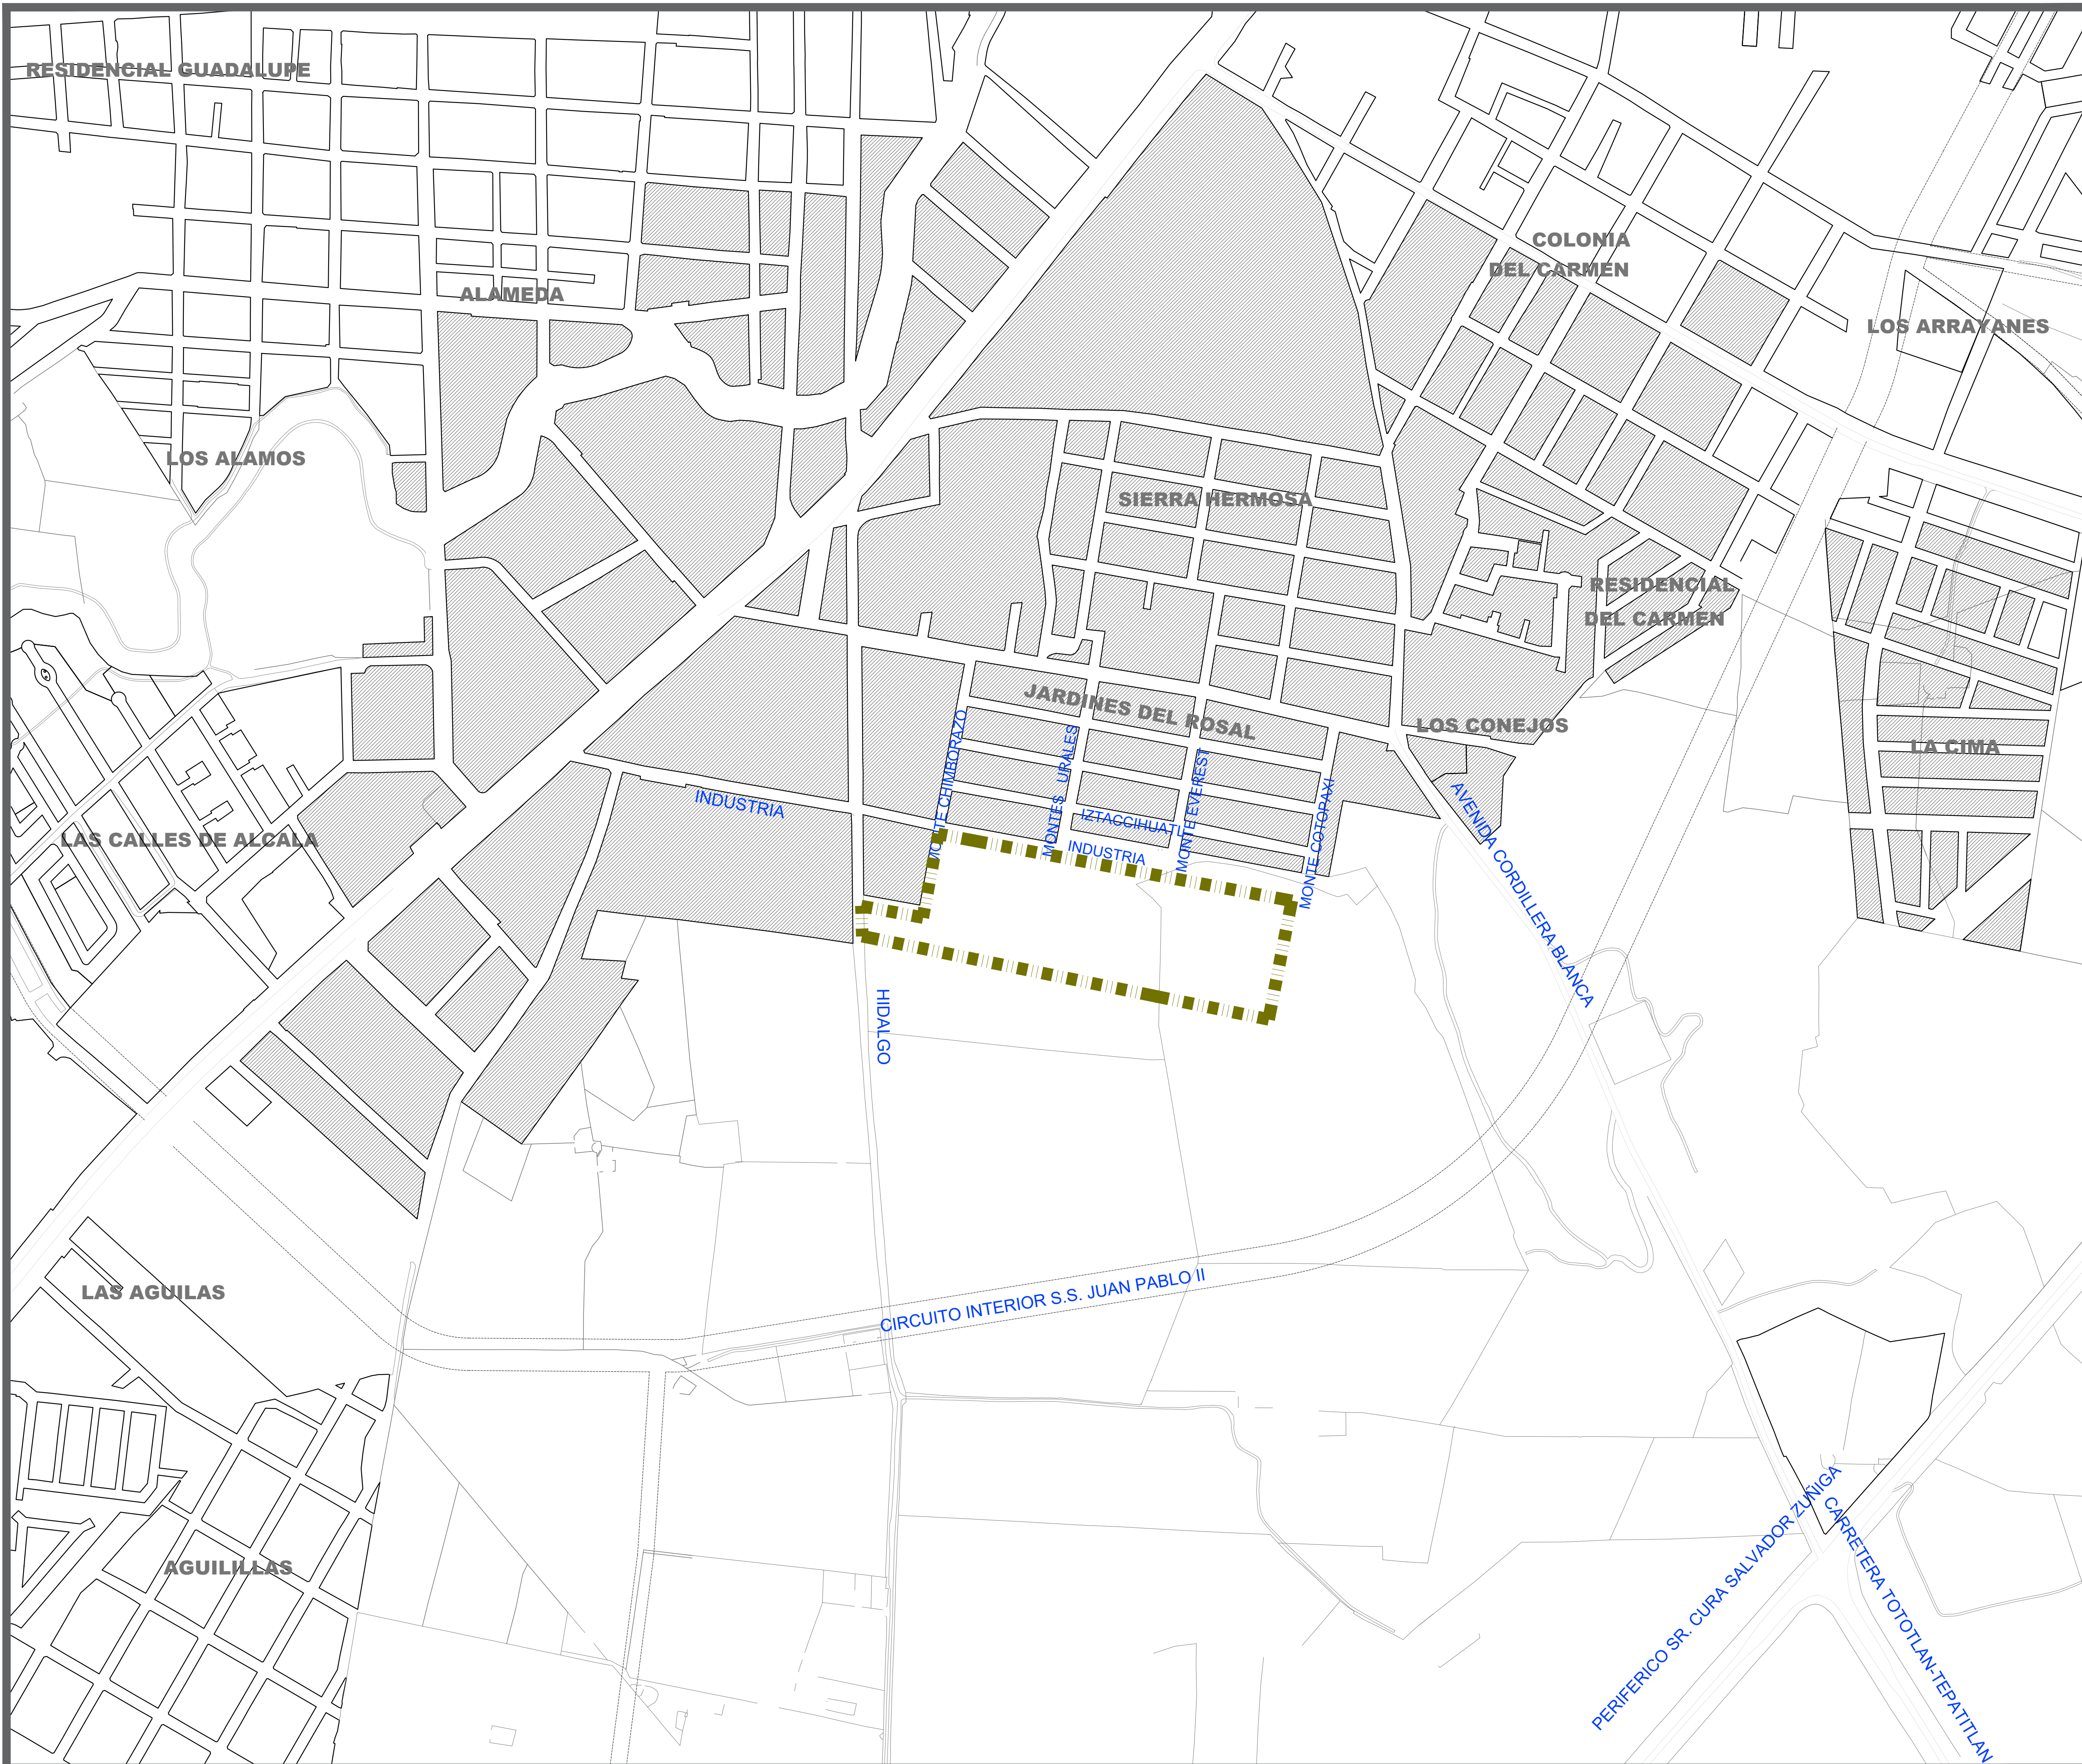 RESIDENCIAL GUADALUPE
COLONIA
DEL CARMEN
ALAMEDA
LOS ARRAYANES
LOS ALAMOS
SIERRA HERMOSA
RESIDENCIAL
DEL CARMEN
JARDINES DEL ROSAL
LOS CONEJOS
LA CIMA
MONTE CHIMBORAZO
MONTES URALES
MONTE EVEREST
MONTE COTOPAXI
INDUSTRIA
IZTACCIHUATL
INDUSTRIA
AVENIDA CORDILLERA BLANCA
LAS CALLES DE ALCALA
HIDALGO
LAS AGUILAS
CIRCUITO INTERIOR S.S. JUAN PABLO II
AGUILILLAS
PERIFERICO SR. CURA SALVADOR ZUÑIGA
CARRETERA TOTOTLAN-TEPATITLAN